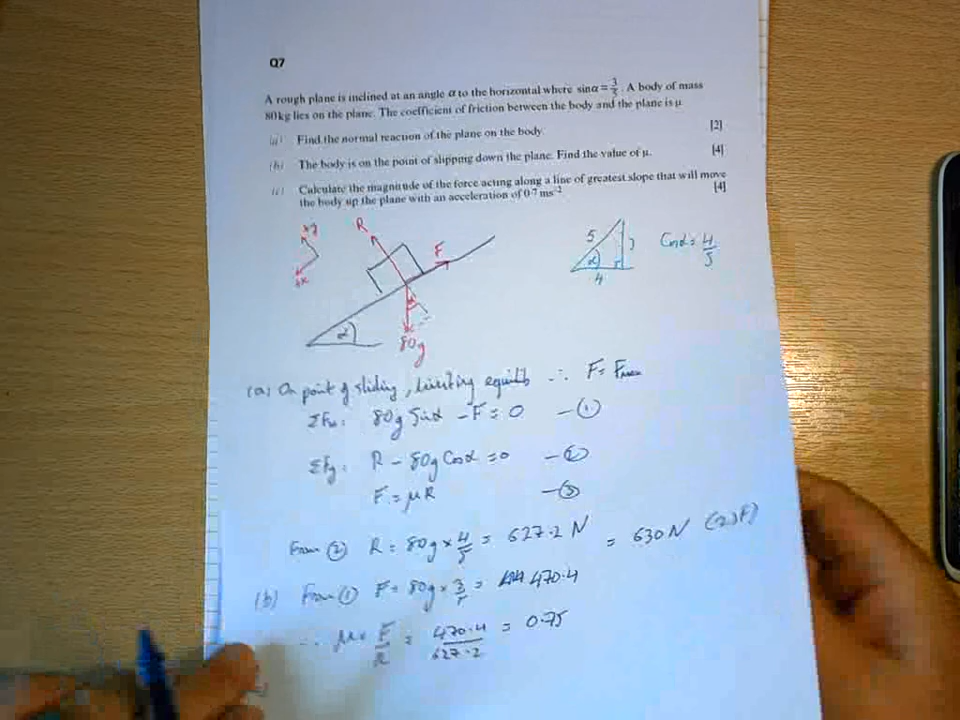 Q7
A rough plane is inclined at an angle α to the horizontal where sinα = 3/5 . A body of mass
80kg lies on the plane. The coefficient of friction between the body and the plane is μ
(a) Find the normal reaction of the plane on the body. [2]
(b) The body is on the point of slipping down the plane. Find the value of μ. [4]
(c) Calculate the magnitude of the force acting along a line of greatest slope that will move
the body up the plane with an acceleration of 0·7 ms⁻² [4]
+y
+x
R
F
α
80g
5
3
α
4
Cosα = 4/5
(a) On point of sliding, limiting equilb ∴ F = Fmax
ΣFx: 80g Sinα - F = 0 -①
ΣFy: R - 80g Cosα = 0 -②
F = μR -③
From ② R = 80g × 4/5 = 627·2 N = 630N (2SF)
(b) From ① F = 80g × 3/5 = 470·4
∴ μ = F/R = 470·4/627·2 = 0·75